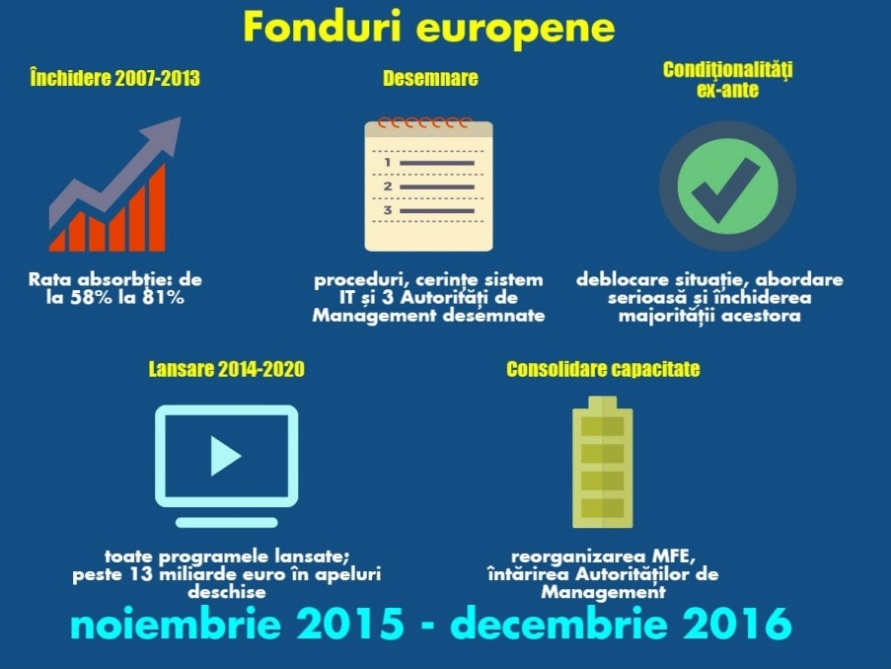 Fonduri europene
Închidere 2007-2013
Desemnare
Condiţionalităţi
ex-ante
1
2
3
Rata absorbție: de
la 58% la 81%
proceduri, cerințe sistem
IT și 3 Autorități de
Management desemnate
deblocare situație, abordare
serioasă și închiderea
majorității acestora
Lansare 2014-2020
Consolidare capacitate
toate programele lansate;
peste 13 miliarde euro în apeluri
deschise
reorganizarea MFE,
întărirea Autorităților de
Management
noiembrie 2015 - decembrie 2016